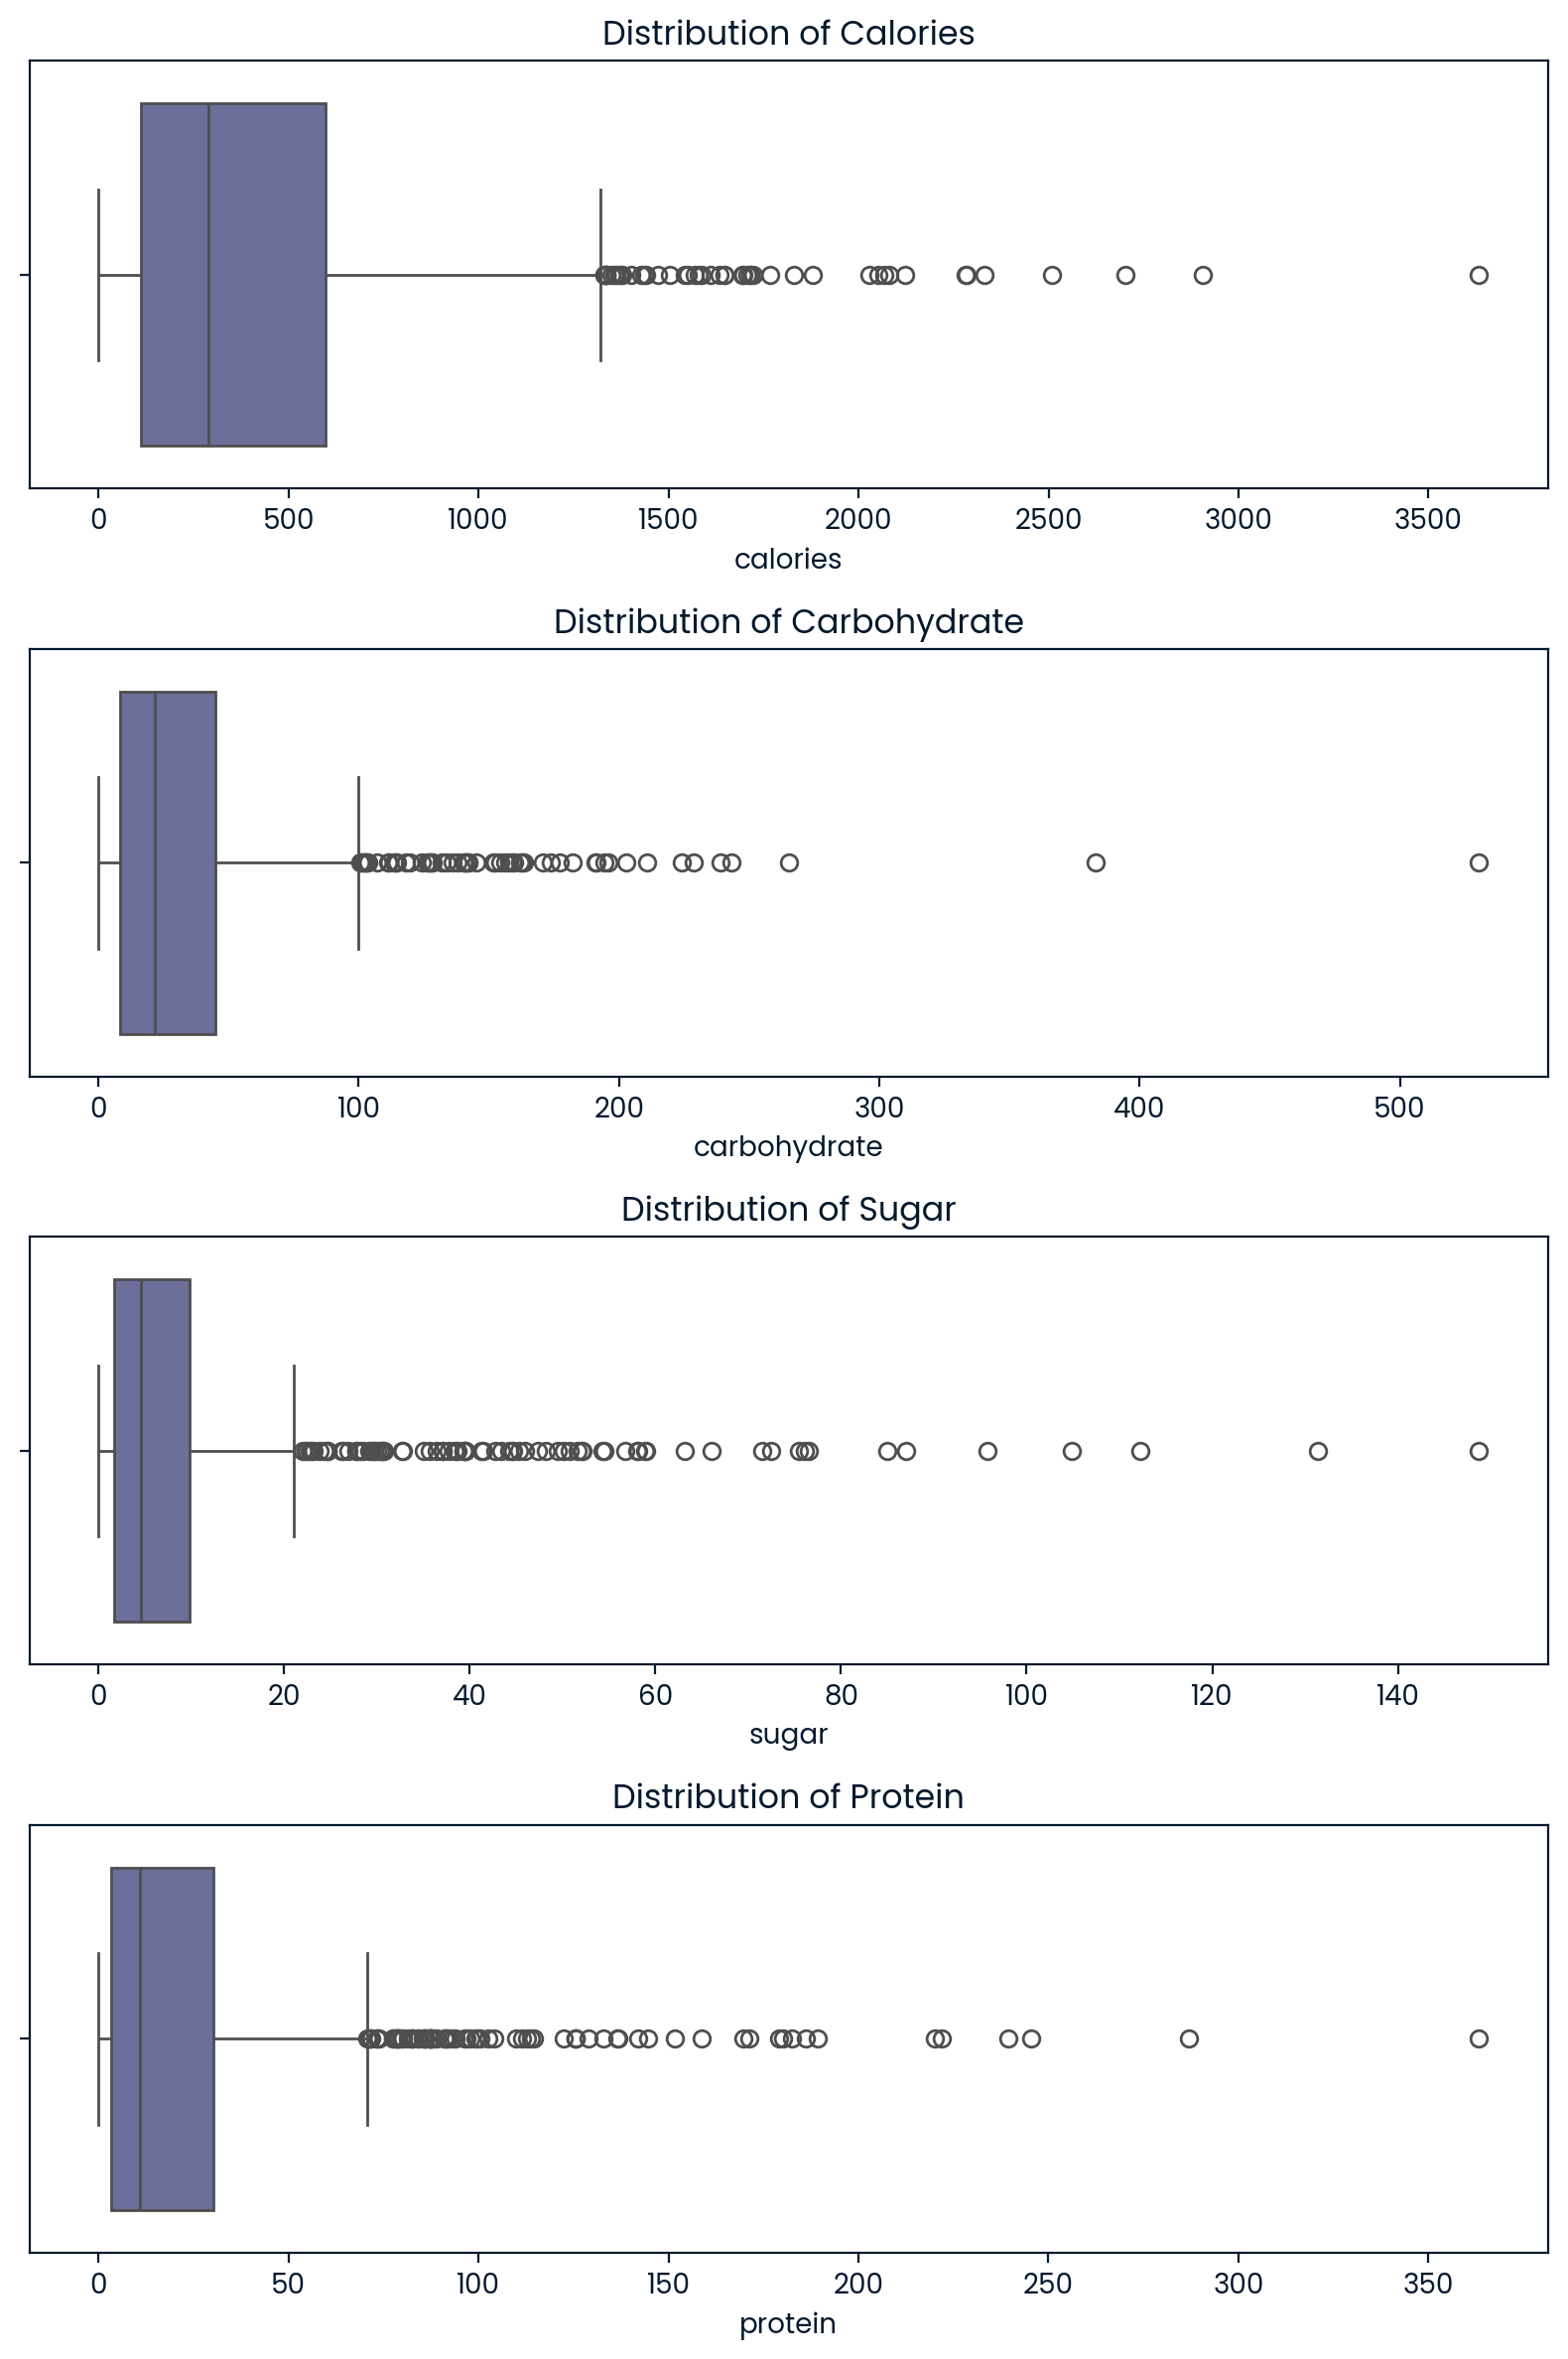 Distribution of Calories
0 500 1000 1500 2000 2500 3000 3500
calories
Distribution of Carbohydrate
0 100 200 300 400 500
carbohydrate
Distribution of Sugar
0 20 40 60 80 100 120 140
sugar
Distribution of Protein
0 50 100 150 200 250 300 350
protein